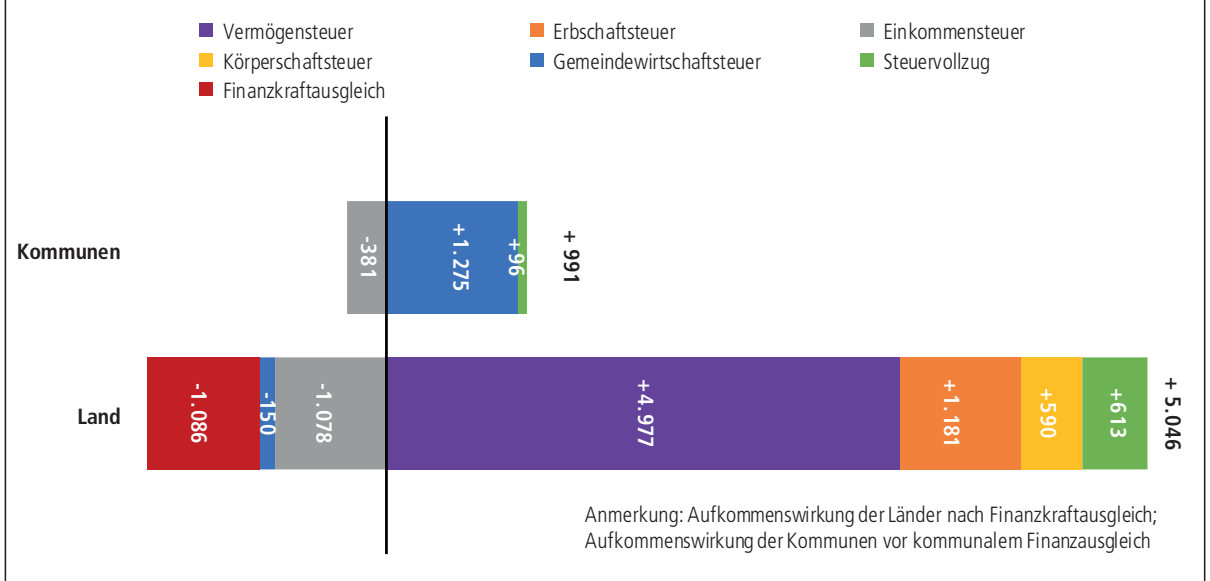 Vermögensteuer
Erbschaftsteuer
Einkommensteuer
Körperschaftsteuer
Gemeindewirtschaftsteuer
Steuervollzug
Finanzkraftausgleich
Kommunen
-381
+1.275
+96
+ 991
Land
-1.086
-150
-1.078
+4.977
+1.181
+590
+613
+ 5.046
Anmerkung: Aufkommenswirkung der Länder nach Finanzkraftausgleich;
Aufkommenswirkung der Kommunen vor kommunalem Finanzausgleich